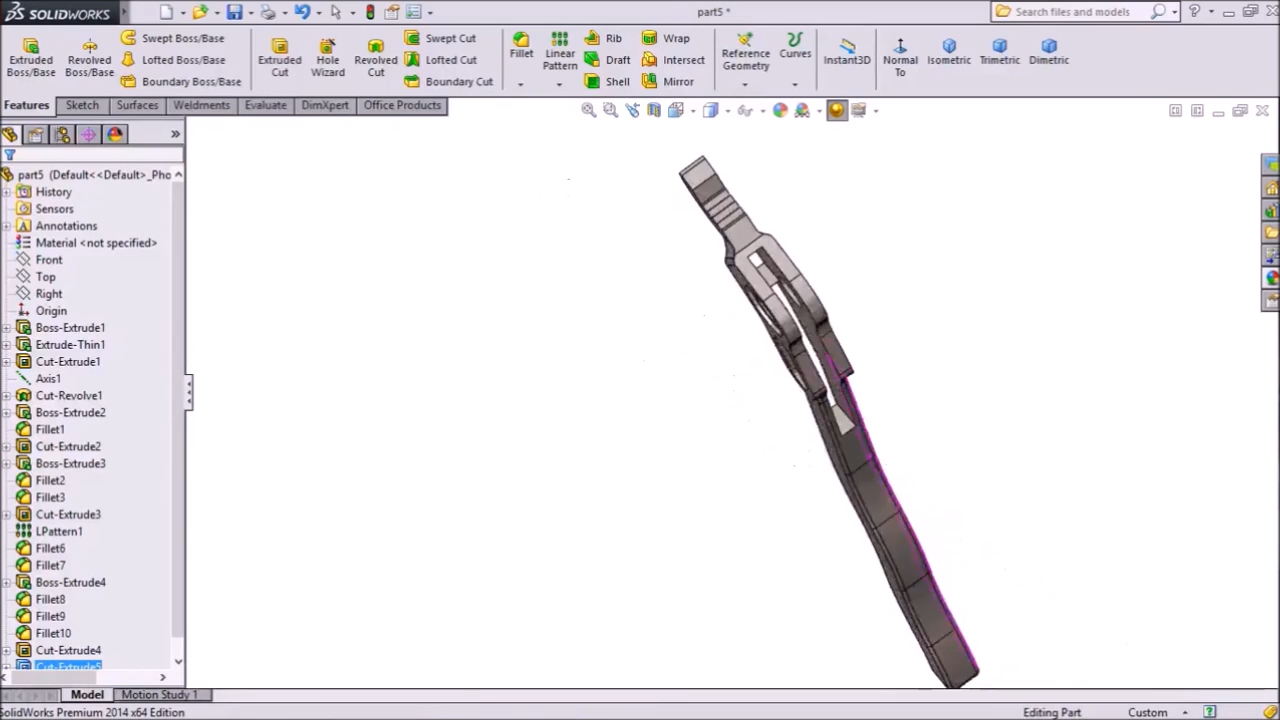 SOLIDWORKS
part5 *
Search files and models
Extruded Boss/Base
Revolved Boss/Base
Swept Boss/Base
Lofted Boss/Base
Boundary Boss/Base
Extruded Cut
Hole Wizard
Revolved Cut
Swept Cut
Lofted Cut
Boundary Cut
Fillet
Linear Pattern
Rib
Draft
Shell
Wrap
Intersect
Mirror
Reference Geometry
Curves
Instant3D
Normal To
Isometric
Trimetric
Dimetric
Features
Sketch
Surfaces
Weldments
Evaluate
DimXpert
Office Products
part5 (Default<<Default>_Pho
History
Sensors
Annotations
Material <not specified>
Front
Top
Right
Origin
Boss-Extrude1
Extrude-Thin1
Cut-Extrude1
Axis1
Cut-Revolve1
Boss-Extrude2
Fillet1
Cut-Extrude2
Boss-Extrude3
Fillet2
Fillet3
Cut-Extrude3
LPattern1
Fillet6
Fillet7
Boss-Extrude4
Fillet8
Fillet9
Fillet10
Cut-Extrude4
Cut-Extrude5
Model
Motion Study 1
SolidWorks Premium 2014 x64 Edition
Editing Part
Custom